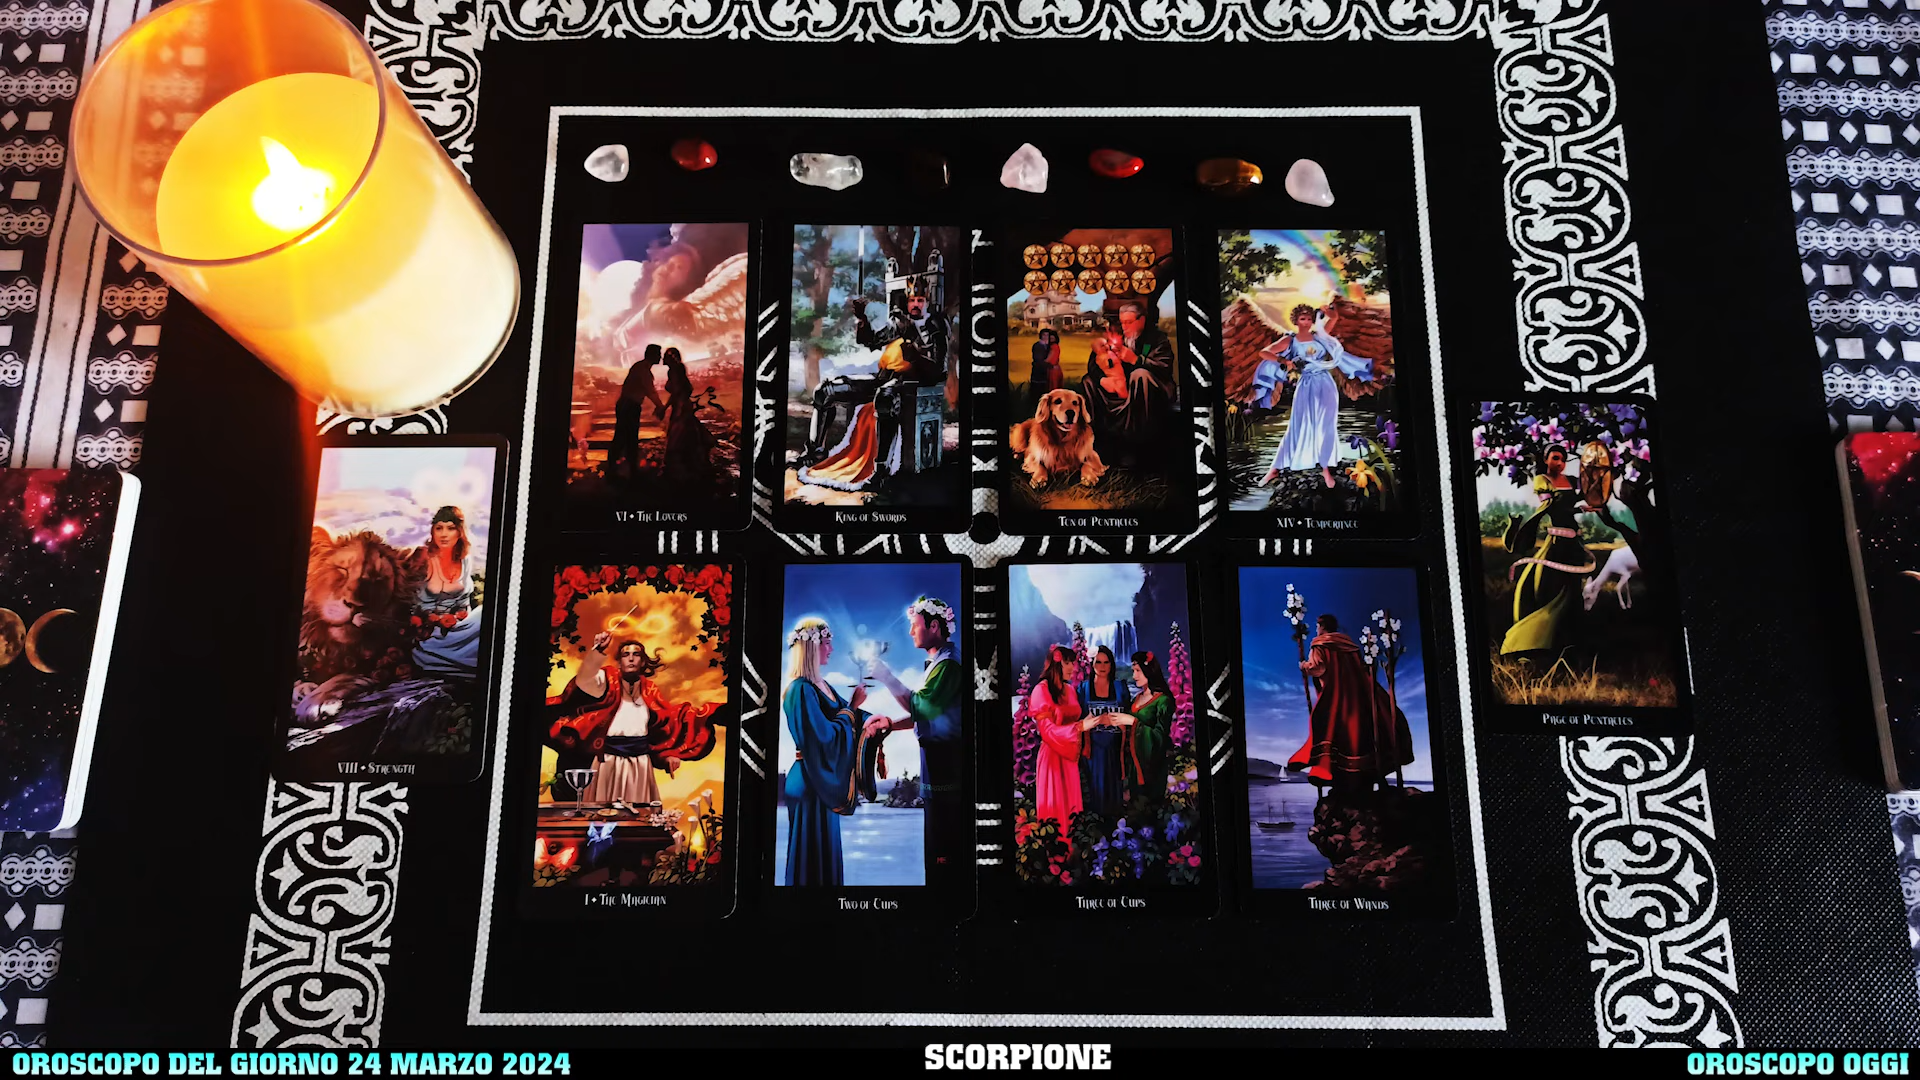 VI • The Lovers
King of Swords
Ten of Pentacles
XIV • Temperance
VIII • Strength
Page of Pentacles
I • The Magician
Two of Cups
Three of Cups
Three of Wands
OROSCOPO DEL GIORNO 24 MARZO 2024
SCORPIONE
OROSCOPO OGGI